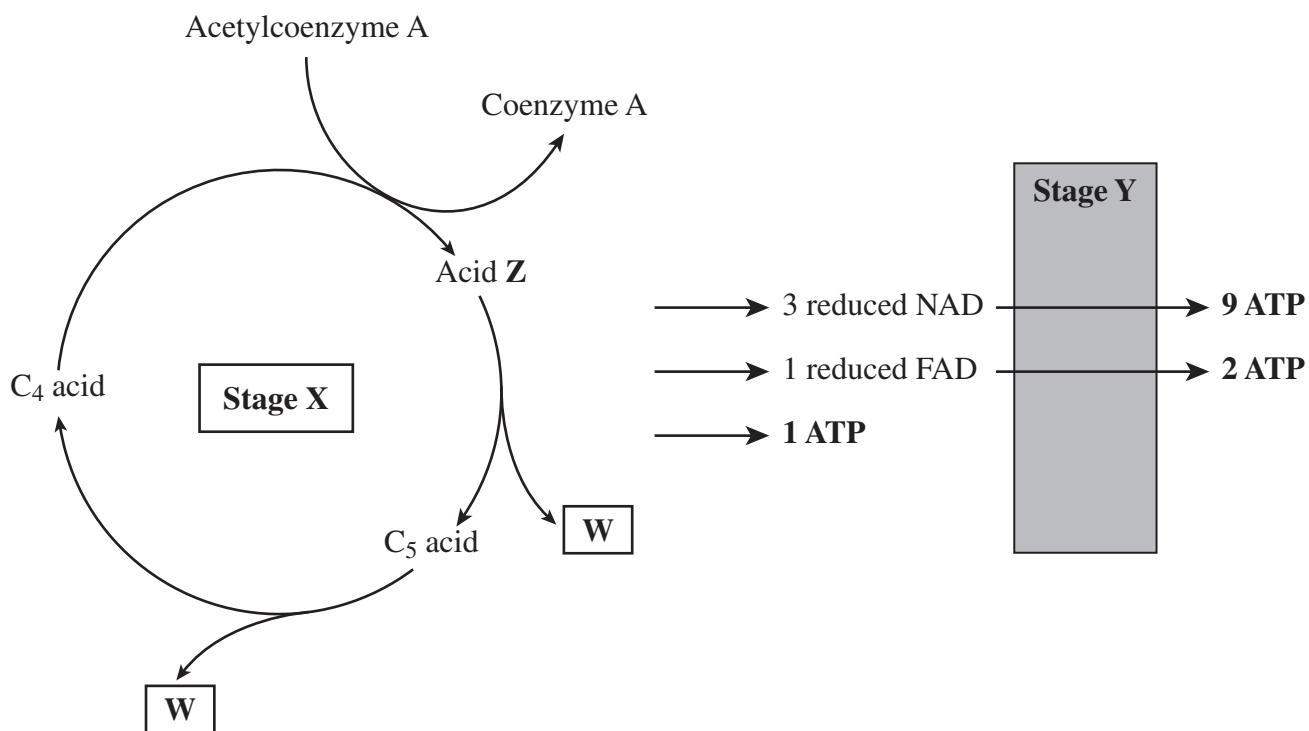 Acetylcoenzyme A
Coenzyme A
Stage Y
Acid Z
3 reduced NAD
9 ATP
C₄ acid
Stage X
1 reduced FAD
2 ATP
1 ATP
C₅ acid
W
W